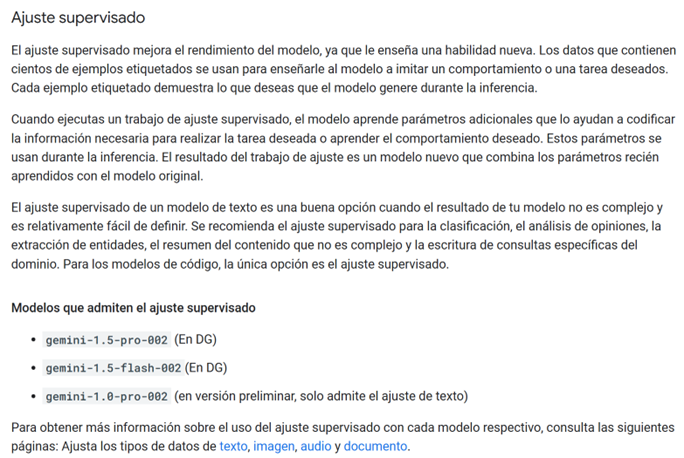 Ajuste supervisado
El ajuste supervisado mejora el rendimiento del modelo, ya que le enseña una habilidad nueva. Los datos que contienen
cientos de ejemplos etiquetados se usan para enseñarle al modelo a imitar un comportamiento o una tarea deseados.
Cada ejemplo etiquetado demuestra lo que deseas que el modelo genere durante la inferencia.
Cuando ejecutas un trabajo de ajuste supervisado, el modelo aprende parámetros adicionales que lo ayudan a codificar
la información necesaria para realizar la tarea deseada o aprender el comportamiento deseado. Estos parámetros se
usan durante la inferencia. El resultado del trabajo de ajuste es un modelo nuevo que combina los parámetros recién
aprendidos con el modelo original.
El ajuste supervisado de un modelo de texto es una buena opción cuando el resultado de tu modelo no es complejo y
es relativamente fácil de definir. Se recomienda el ajuste supervisado para la clasificación, el análisis de opiniones, la
extracción de entidades, el resumen del contenido que no es complejo y la escritura de consultas específicas del
dominio. Para los modelos de código, la única opción es el ajuste supervisado.
Modelos que admiten el ajuste supervisado
• gemini-1.5-pro-002 (En DG)
• gemini-1.5-flash-002 (En DG)
• gemini-1.0-pro-002 (en versión preliminar, solo admite el ajuste de texto)
Para obtener más información sobre el uso del ajuste supervisado con cada modelo respectivo, consulta las siguientes
páginas: Ajusta los tipos de datos de texto, imagen, audio y documento.